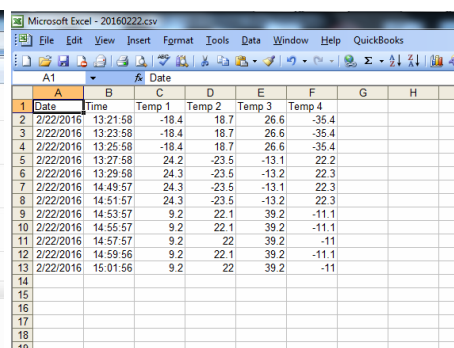 Microsoft Excel - 20160222.csv
File Edit View Insert Format Tools Data Window Help QuickBooks
A1 fx Date
A B C D E F G H
1 Date Time Temp 1 Temp 2 Temp 3 Temp 4
2 2/22/2016 13:21:58 -18.4 18.7 26.6 -35.4
3 2/22/2016 13:23:58 -18.4 18.7 26.6 -35.4
4 2/22/2016 13:25:58 -18.4 18.7 26.6 -35.4
5 2/22/2016 13:27:58 24.2 -23.5 -13.1 22.2
6 2/22/2016 13:29:58 24.3 -23.5 -13.2 22.3
7 2/22/2016 14:49:57 24.3 -23.5 -13.1 22.3
8 2/22/2016 14:51:57 24.3 -23.5 -13.2 22.3
9 2/22/2016 14:53:57 9.2 22.1 39.2 -11.1
10 2/22/2016 14:55:57 9.2 22.1 39.2 -11.1
11 2/22/2016 14:57:57 9.2 22 39.2 -11
12 2/22/2016 14:59:56 9.2 22.1 39.2 -11.1
13 2/22/2016 15:01:56 9.2 22 39.2 -11
14
15
16
17
18
19